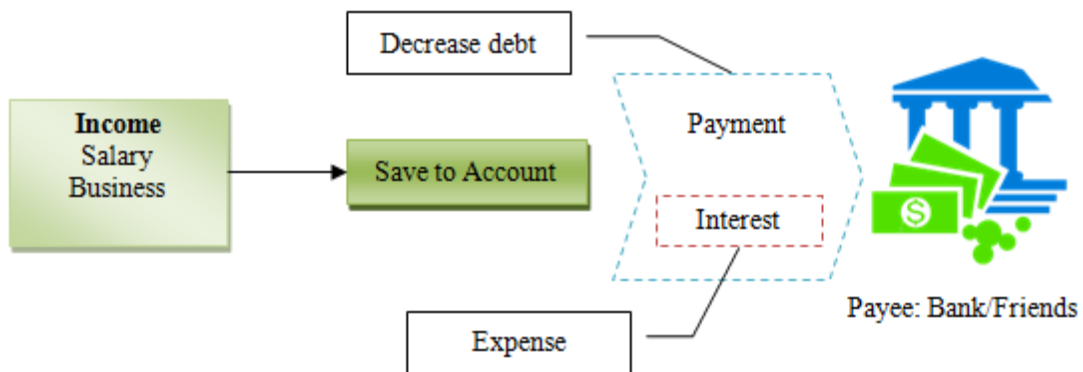 Decrease debt
Income
Salary
Business
Save to Account
Payment
Interest
$
Payee: Bank/Friends
Expense